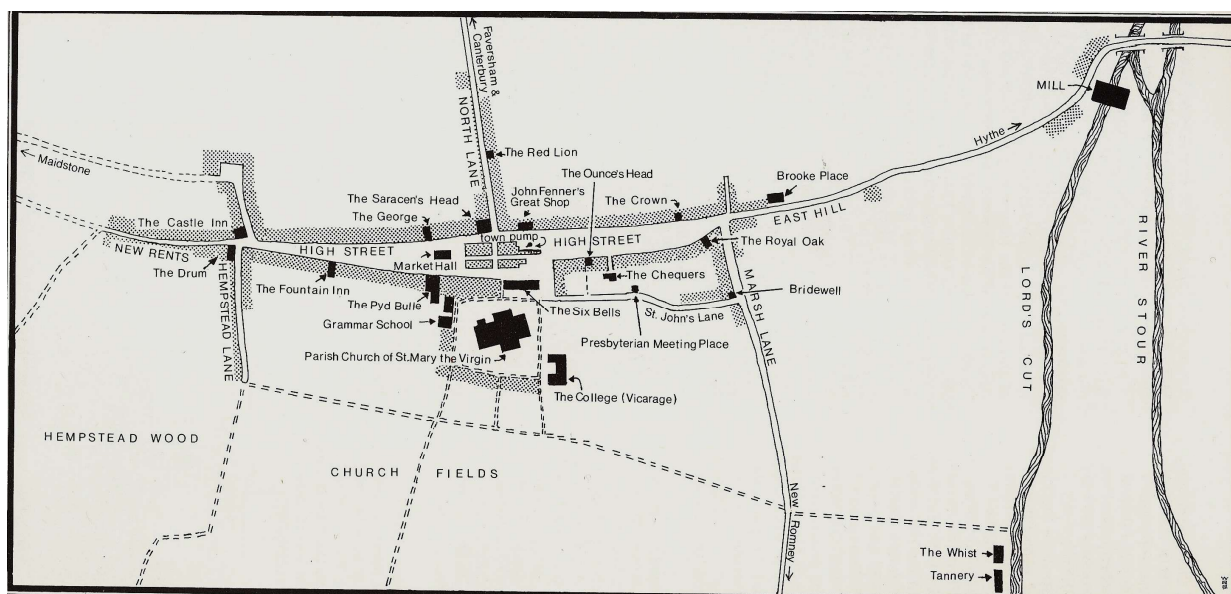 Faversham &
Canterbury
NORTH LANE
MILL
Hythe
Maidstone
The Red Lion
The Ounce's Head
Brooke Place
The Saracen's Head
John Fenner's
Great Shop
The Crown
The George
The Castle Inn
EAST HILL
town pump
HIGH STREET
HIGH STREET
The Royal Oak
NEW RENTS
Market Hall
The Drum
The Chequers
The Fountain Inn
Bridewell
HEMPSTEAD LANE
The Pyd Bulle
The Six Bells
St. John's Lane
MARSH LANE
Grammar School
Presbyterian Meeting Place
Parish Church of St. Mary the Virgin
The College (Vicarage)
LORD'S CUT
RIVER STOUR
HEMPSTEAD WOOD
CHURCH FIELDS
New Romney
The Whist
Tannery